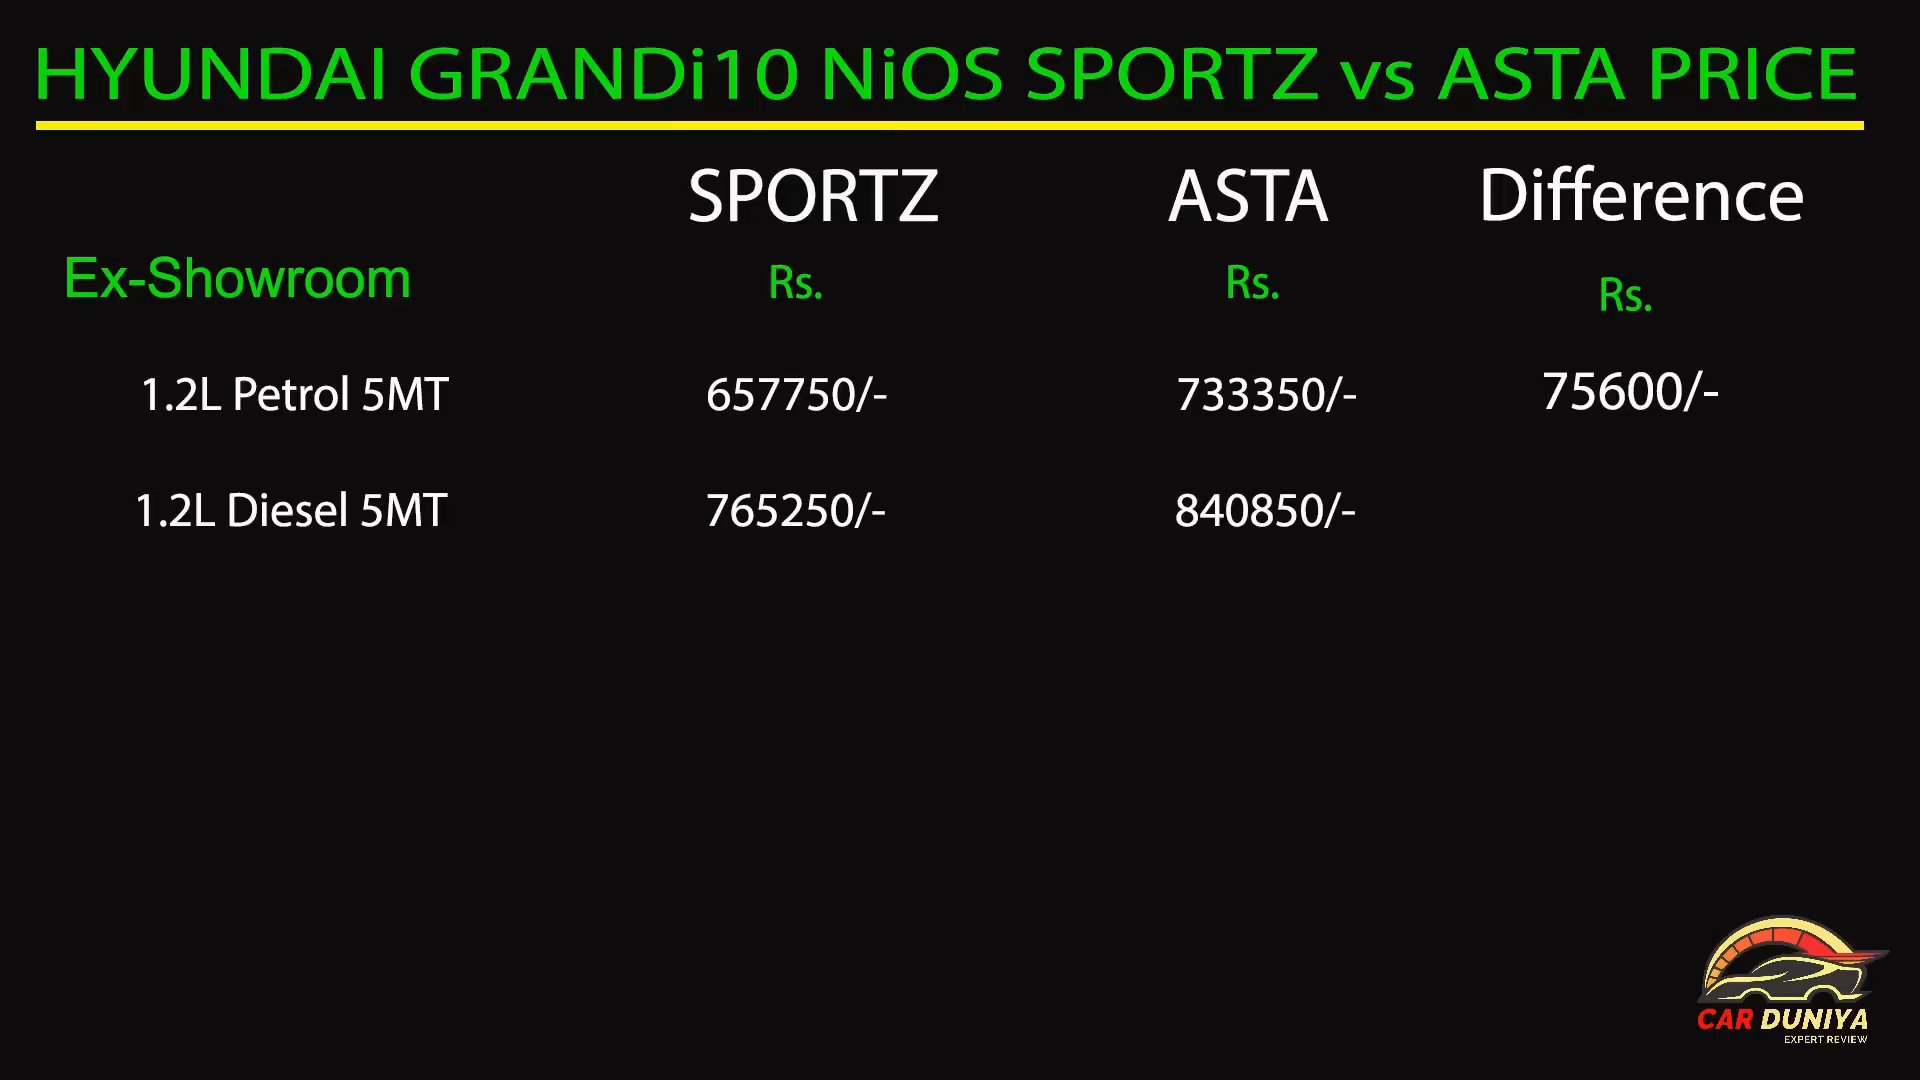 HYUNDAI GRANDi10 NiOS SPORTZ vs ASTA PRICE
SPORTZ ASTA Difference
Ex-Showroom Rs. Rs. Rs.
1.2L Petrol 5MT 657750/- 733350/- 75600/-
1.2L Diesel 5MT 765250/- 840850/-
CAR DUNIYA
EXPERT REVIEW